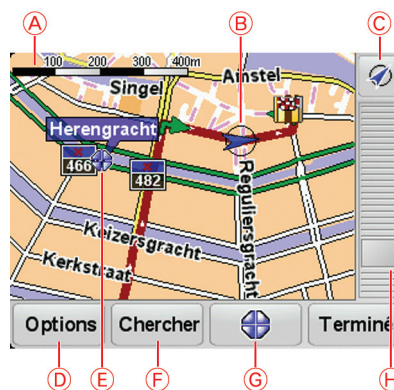 A
B
C
100 200 300 400m
Singel
Amstel
Herengracht
466
482
Reguliersgracht
Keizersgracht
Kerkstraat
Options
Chercher
Terminé
D
E
F
G
H